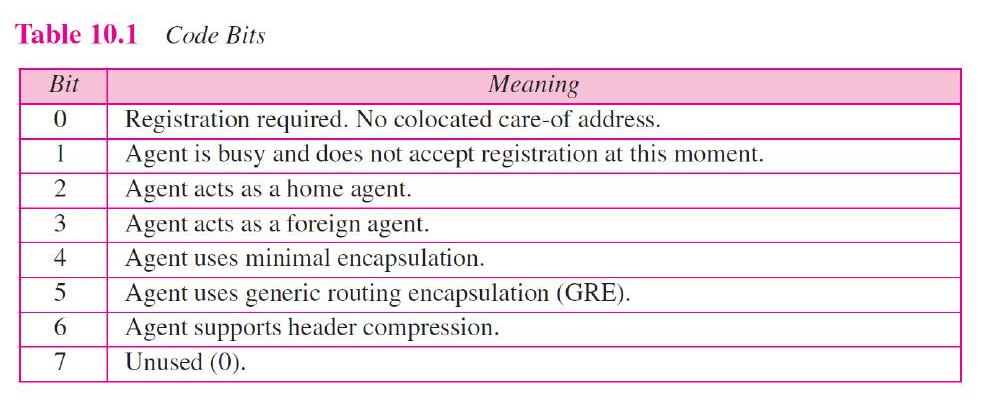 Table 10.1 Code Bits
Bit Meaning
0 Registration required. No colocated care-of address.
1 Agent is busy and does not accept registration at this moment.
2 Agent acts as a home agent.
3 Agent acts as a foreign agent.
4 Agent uses minimal encapsulation.
5 Agent uses generic routing encapsulation (GRE).
6 Agent supports header compression.
7 Unused (0).